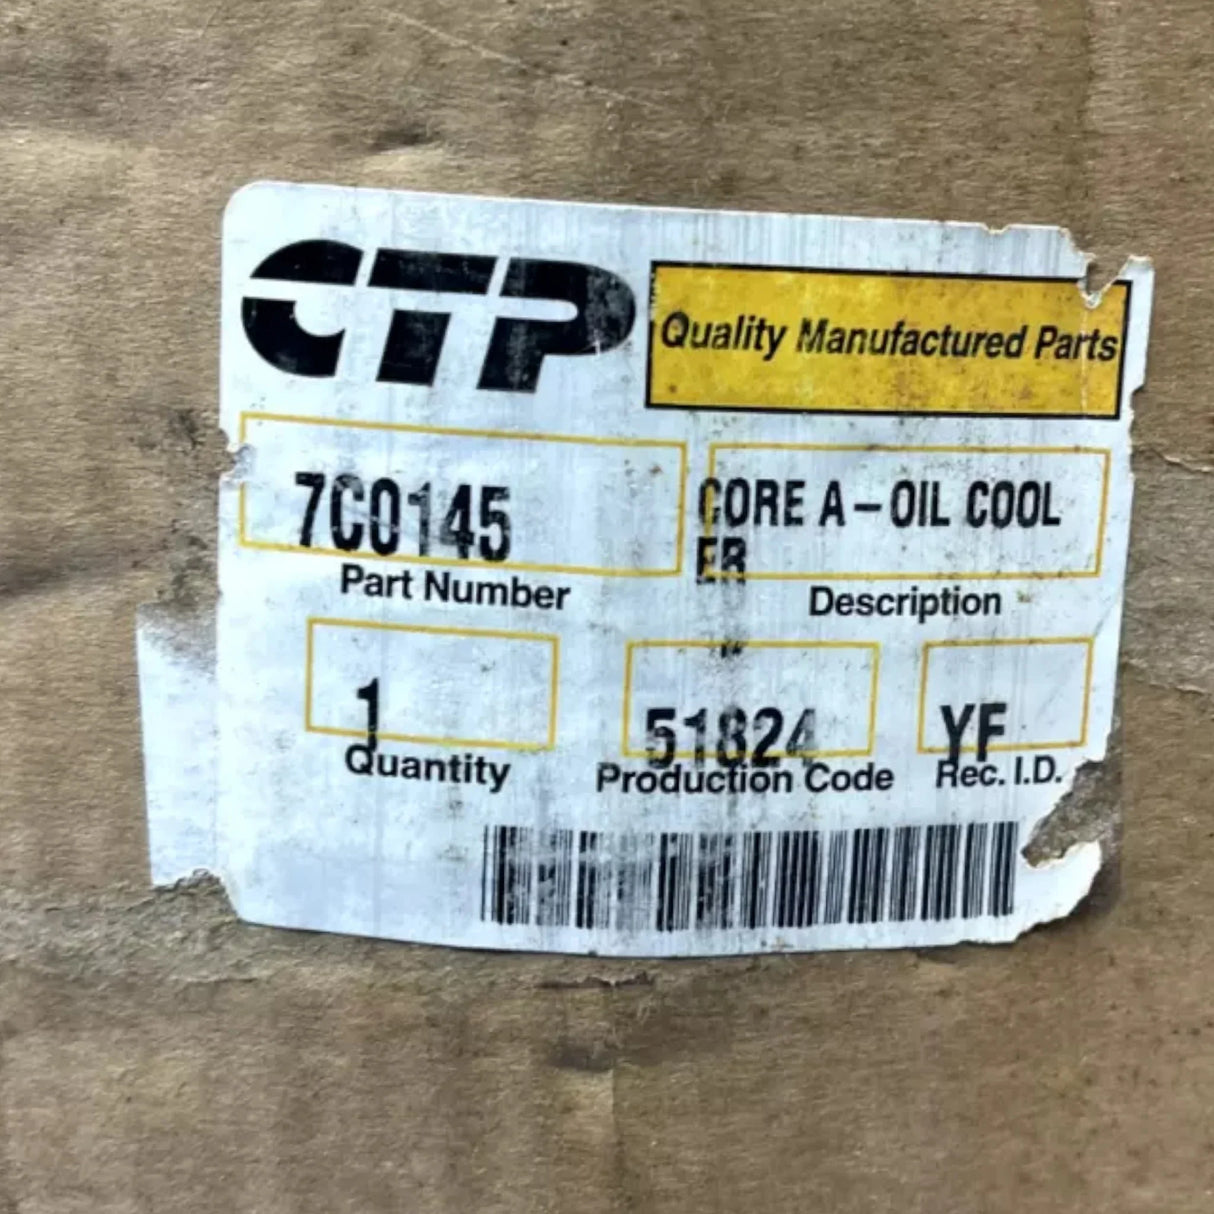 CTP
Quality Manufactured Parts
7C0145
Part Number
CORE A-OIL COOL
ER
Description
1
Quantity
51824
Production Code
YF
Rec. I.D.